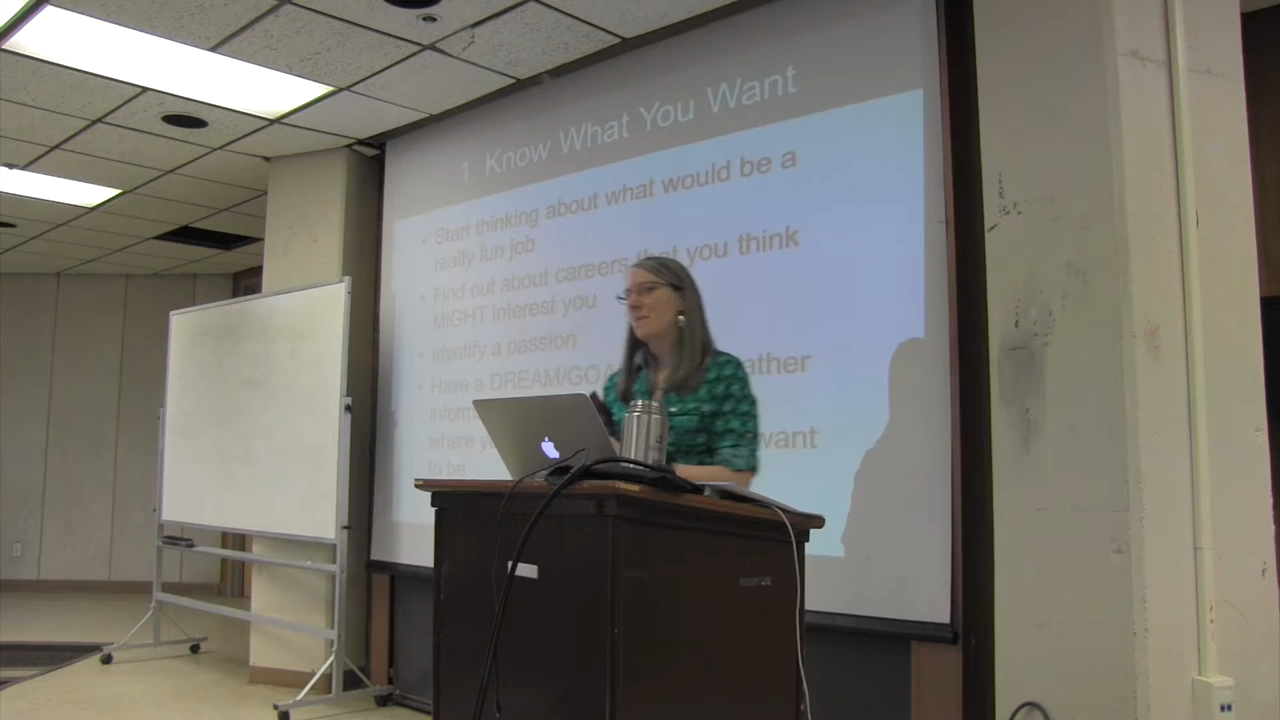 1. Know What You Want
• Start thinking about what would be a
really fun job
• Find out about careers that you think
MIGHT interest you
• Identify a passion
• Have a DREAM/GOA ather
inform
where y want
to be